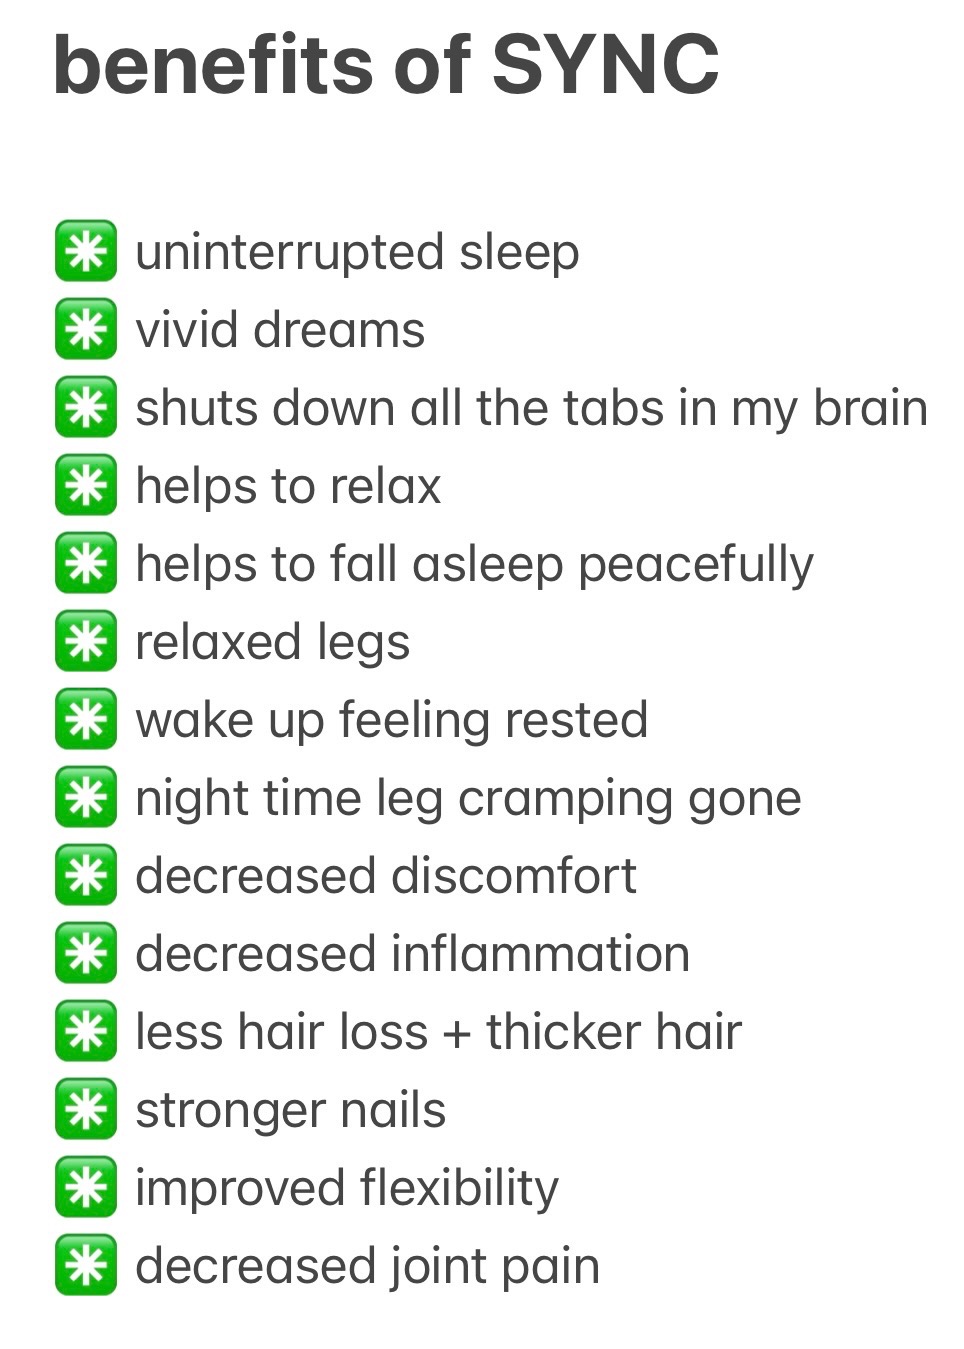 benefits of SYNC
✳️ uninterrupted sleep
✳️ vivid dreams
✳️ shuts down all the tabs in my brain
✳️ helps to relax
✳️ helps to fall asleep peacefully
✳️ relaxed legs
✳️ wake up feeling rested
✳️ night time leg cramping gone
✳️ decreased discomfort
✳️ decreased inflammation
✳️ less hair loss + thicker hair
✳️ stronger nails
✳️ improved flexibility
✳️ decreased joint pain